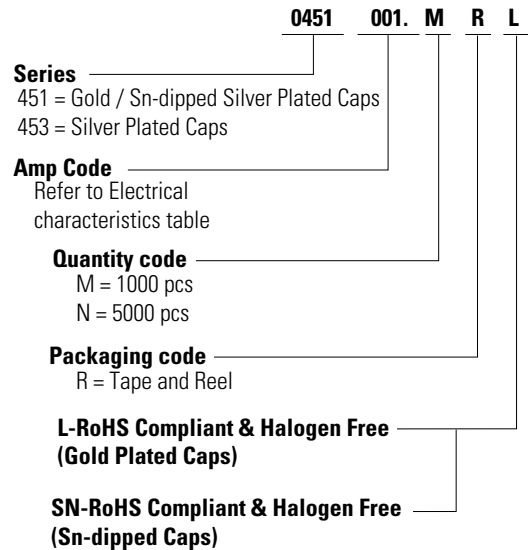 0451 001. M R L
Series
451 = Gold / Sn-dipped Silver Plated Caps
453 = Silver Plated Caps
Amp Code
Refer to Electrical
characteristics table
Quantity code
M = 1000 pcs
N = 5000 pcs
Packaging code
R = Tape and Reel
L-RoHS Compliant & Halogen Free
(Gold Plated Caps)
SN-RoHS Compliant & Halogen Free
(Sn-dipped Caps)